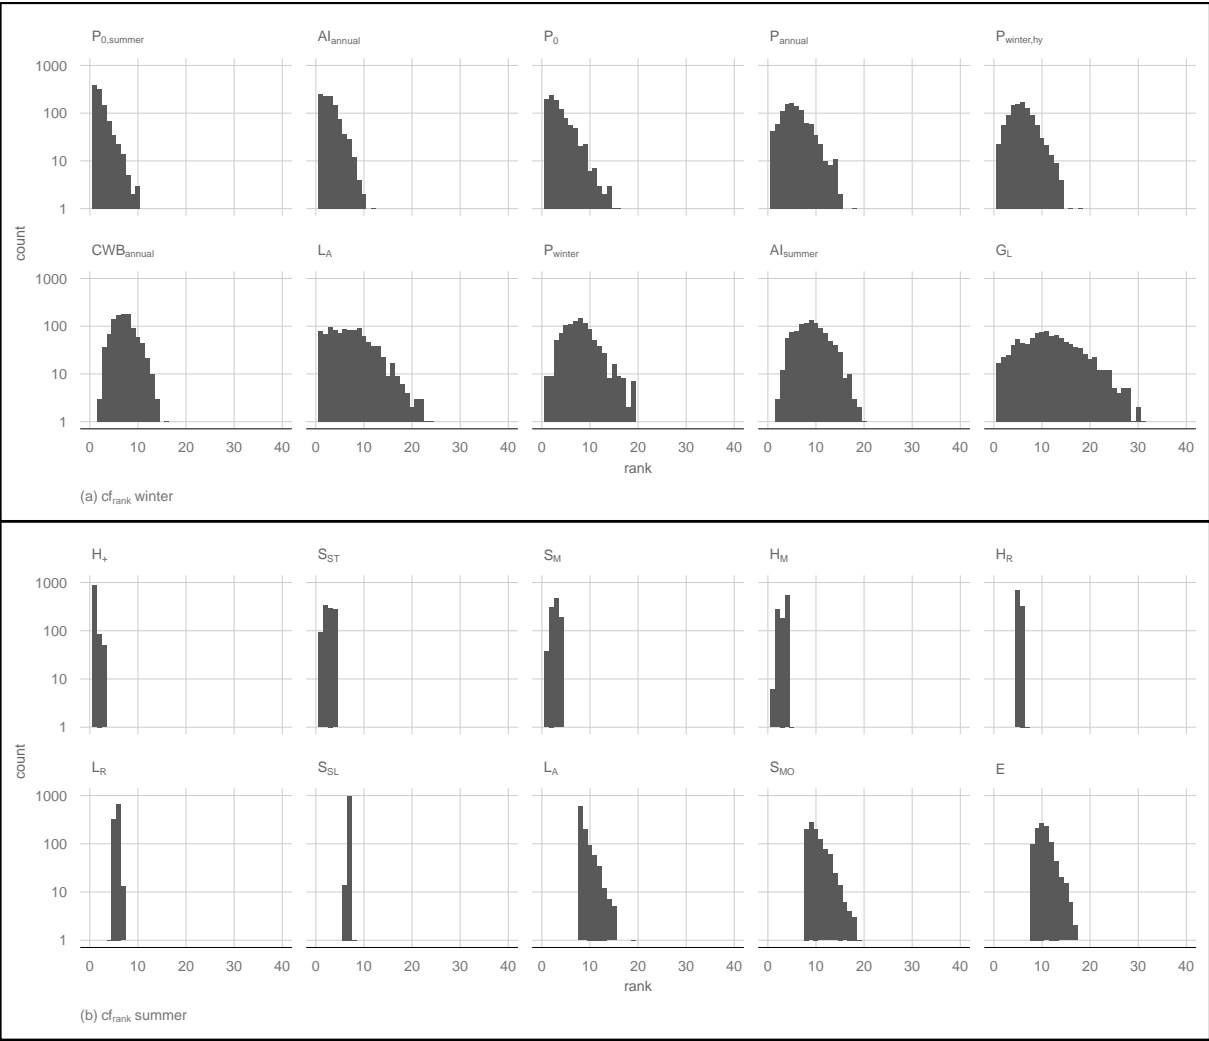 P0,summer AIannual P0 Pannual Pwinter,hy
1000
100
10
1
CWBannual LA Pwinter AIsummer GL
1000
100
10
1
count
0 10 20 30 40 0 10 20 30 40 0 10 20 30 40 0 10 20 30 40 0 10 20 30 40
rank
(a) cfrank winter
H+ SST SM HM HR
1000
100
10
1
LR SSL LA SMO E
1000
100
10
1
count
0 10 20 30 40 0 10 20 30 40 0 10 20 30 40 0 10 20 30 40 0 10 20 30 40
rank
(b) cfrank summer